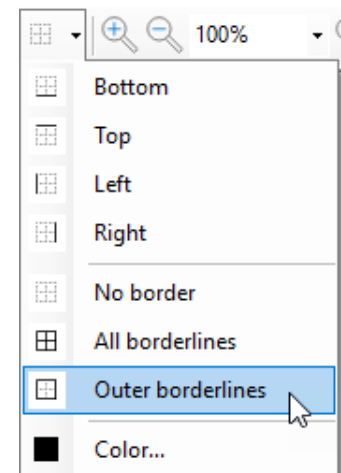 100%
Bottom
Top
Left
Right
No border
All borderlines
Outer borderlines
Color...